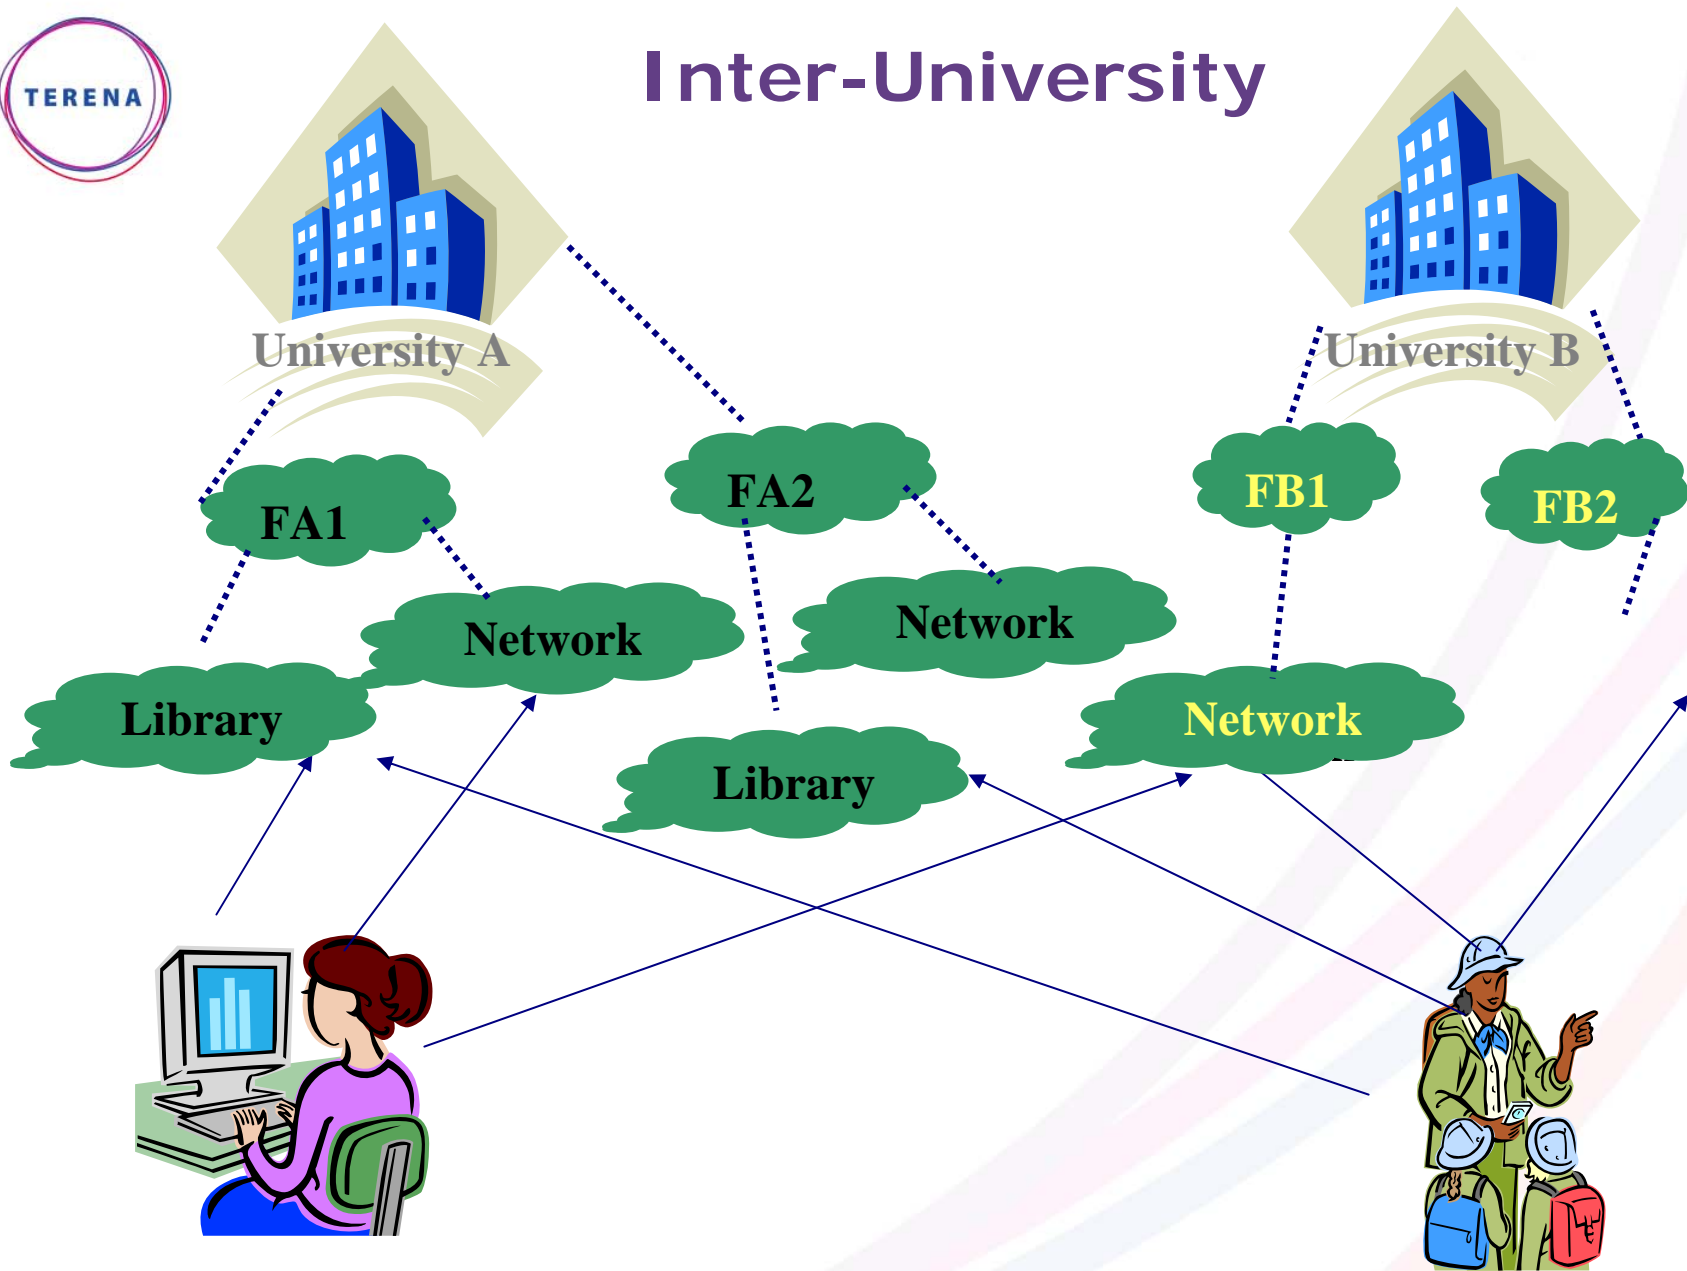 TERENA
Inter-University
University A
University B
FA1
FA2
FB1
FB2
Network
Network
Library
Network
Library